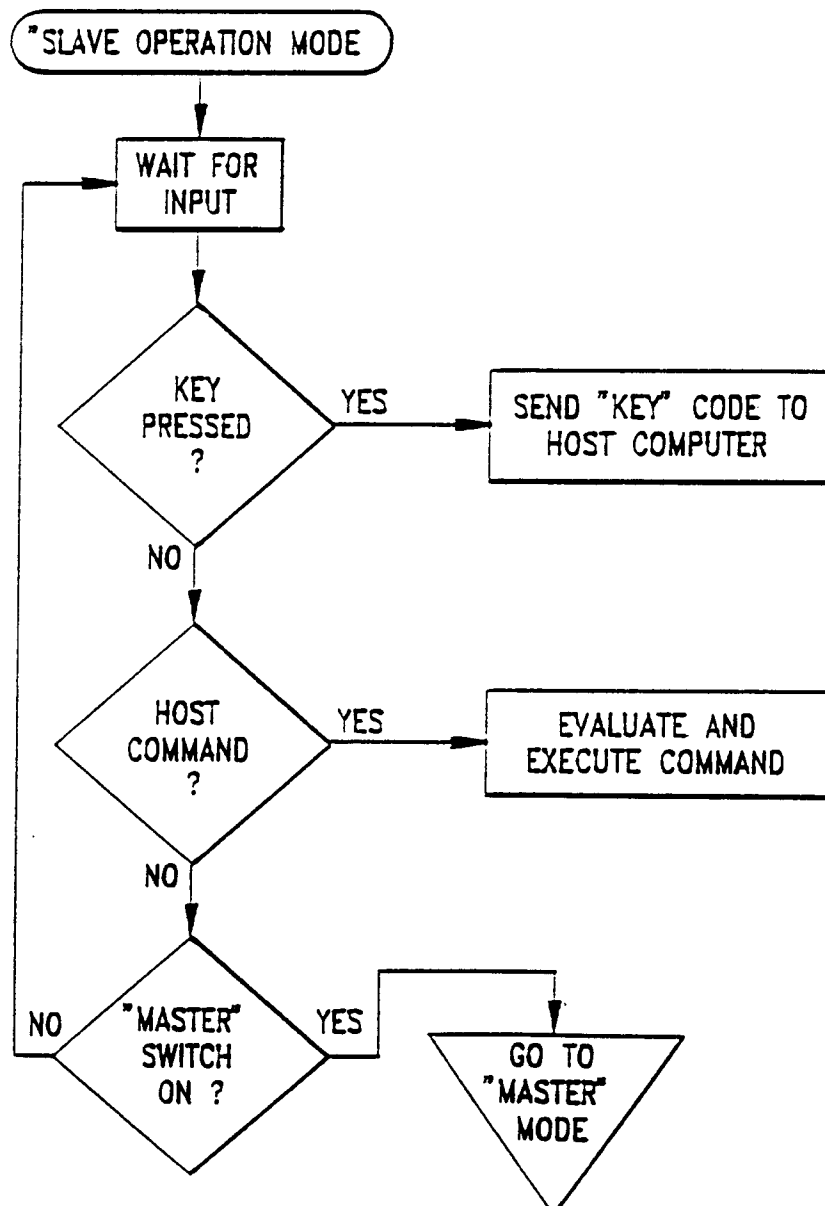 "SLAVE OPERATION MODE
WAIT FOR
INPUT
KEY
PRESSED
?
YES
SEND "KEY" CODE TO
HOST COMPUTER
NO
HOST
COMMAND
?
YES
EVALUATE AND
EXECUTE COMMAND
NO
NO
"MASTER"
SWITCH
ON ?
YES
GO TO
"MASTER"
MODE